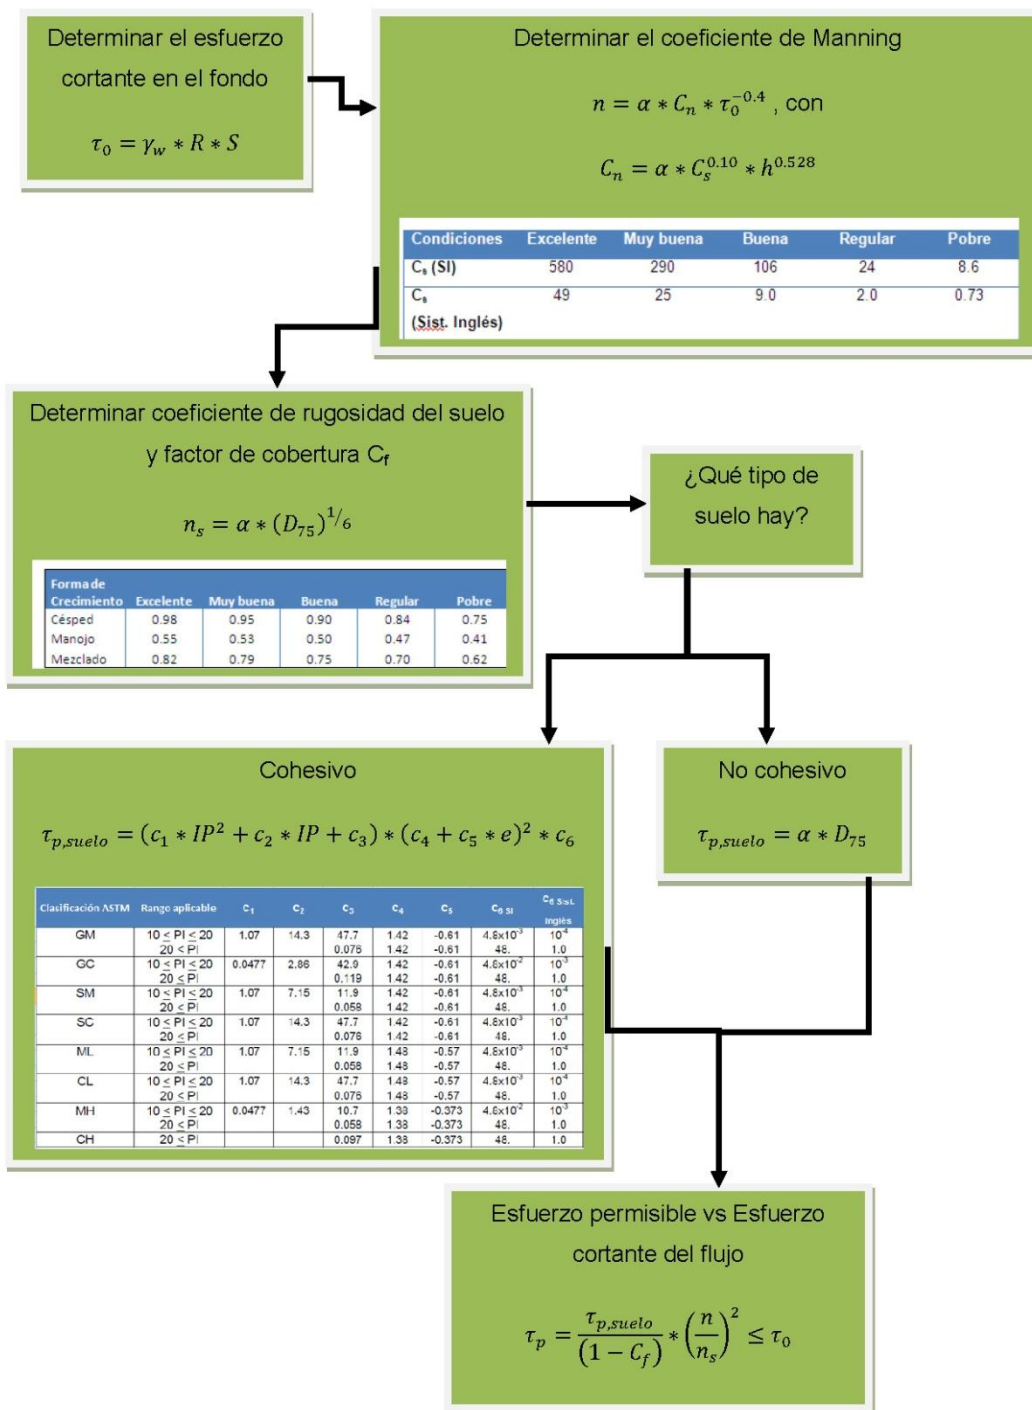 Determinar el esfuerzo
cortante en el fondo
τ₀ = γ_w * R * S
Determinar el coeficiente de Manning
n = α * C_n * τ₀^{-0.4} , con
C_n = α * C_s^{0.10} * h^{0.528}
Condiciones Excelente Muy buena Buena Regular Pobre
C_s (SI) 580 290 106 24 8.6
C_s 49 25 9.0 2.0 0.73
(Sist. Inglés)
Determinar coeficiente de rugosidad del suelo
y factor de cobertura C_f
n_s = α * (D₇₅)^{1/6}
Forma de
Crecimiento Excelente Muy buena Buena Regular Pobre
Césped 0.98 0.95 0.90 0.84 0.75
Manojo 0.55 0.53 0.50 0.47 0.41
Mezclado 0.82 0.79 0.75 0.70 0.62
¿Qué tipo de
suelo hay?
Cohesivo
τ_{p,suelo} = (c₁ * IP² + c₂ * IP + c₃) * (c₄ + c₅ * e)² * c₆
Clasificación ASTM Range aplicable C₁ C₂ C₃ C₄ C₅ C₆ SI C₆ Sist. Inglés
GM 10 ≤ PI ≤ 20 1.07 14.3 47.7 1.42 -0.61 4.8x10⁻³ 10⁻⁴
20 ≤ PI 0.076 1.42 -0.61 48. 1.0
GC 10 ≤ PI ≤ 20 0.0477 2.86 42.9 1.42 -0.61 4.8x10⁻² 10⁻³
20 ≤ PI 0.119 1.42 -0.61 48. 1.0
SM 10 ≤ PI ≤ 20 1.07 7.15 11.9 1.42 -0.61 4.8x10⁻³ 10⁻⁴
20 ≤ PI 0.058 1.42 -0.61 48. 1.0
SC 10 ≤ PI ≤ 20 1.07 14.3 47.7 1.42 -0.61 4.8x10⁻³ 10⁻⁴
20 ≤ PI 0.076 1.42 -0.61 48. 1.0
ML 10 ≤ PI ≤ 20 1.07 7.15 11.9 1.48 -0.57 4.8x10⁻³ 10⁻⁴
20 ≤ PI 0.058 1.48 -0.57 48. 1.0
CL 10 ≤ PI ≤ 20 1.07 14.3 47.7 1.48 -0.57 4.8x10⁻³ 10⁻⁴
20 ≤ PI 0.076 1.48 -0.57 48. 1.0
MH 10 ≤ PI ≤ 20 0.0477 1.43 10.7 1.38 -0.373 4.8x10⁻² 10⁻³
20 ≤ PI 0.058 1.38 -0.373 48. 1.0
CH 20 ≤ PI 0.097 1.38 -0.373 48. 1.0
No cohesivo
τ_{p,suelo} = α * D₇₅
Esfuerzo permisible vs Esfuerzo
cortante del flujo
τ_p = τ_{p,suelo} / (1 − C_f) * (n / n_s)² ≤ τ₀